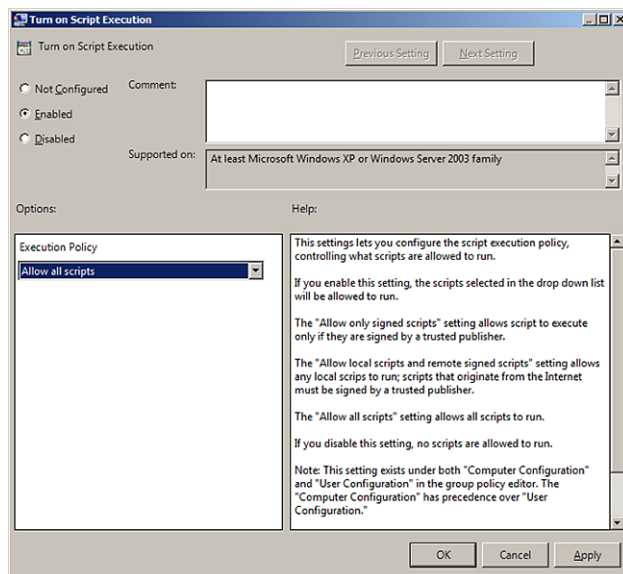 Turn on Script Execution
Turn on Script Execution
Previous Setting
Next Setting
Not Configured
Comment:
Enabled
Disabled
Supported on:
At least Microsoft Windows XP or Windows Server 2003 family
Options:
Help:
Execution Policy
Allow all scripts
This settings lets you configure the script execution policy,
controlling what scripts are allowed to run.
If you enable this setting, the scripts selected in the drop down list
will be allowed to run.
The "Allow only signed scripts" setting allows script to execute
only if they are signed by a trusted publisher.
The "Allow local scripts and remote signed scripts" setting allows
any local scrips to run; scripts that originate from the Internet
must be signed by a trusted publisher.
The "Allow all scripts" setting allows all scripts to run.
If you disable this setting, no scripts are allowed to run.
Note: This setting exists under both "Computer Configuration"
and "User Configuration" in the group policy editor. The
"Computer Configuration" has precedence over "User
Configuration."
OK
Cancel
Apply